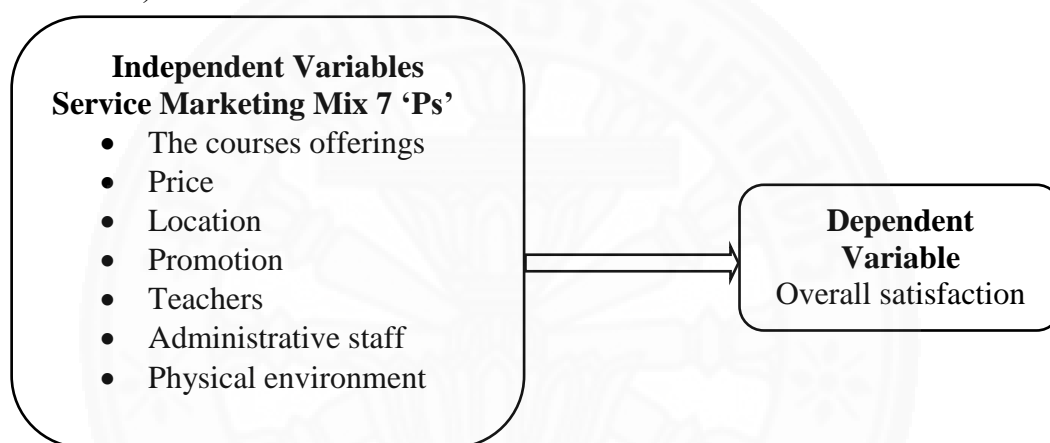 Independent Variables
Service Marketing Mix 7 ‘Ps’
• The courses offerings
• Price
• Location
• Promotion
• Teachers
• Administrative staff
• Physical environment
Dependent
Variable
Overall satisfaction